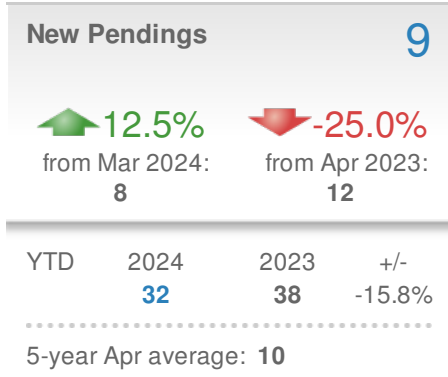 New Pendings 9
12.5% -25.0%
from Mar 2024: from Apr 2023:
8 12
YTD 2024 2023 +/-
32 38 -15.8%
5-year Apr average: 10